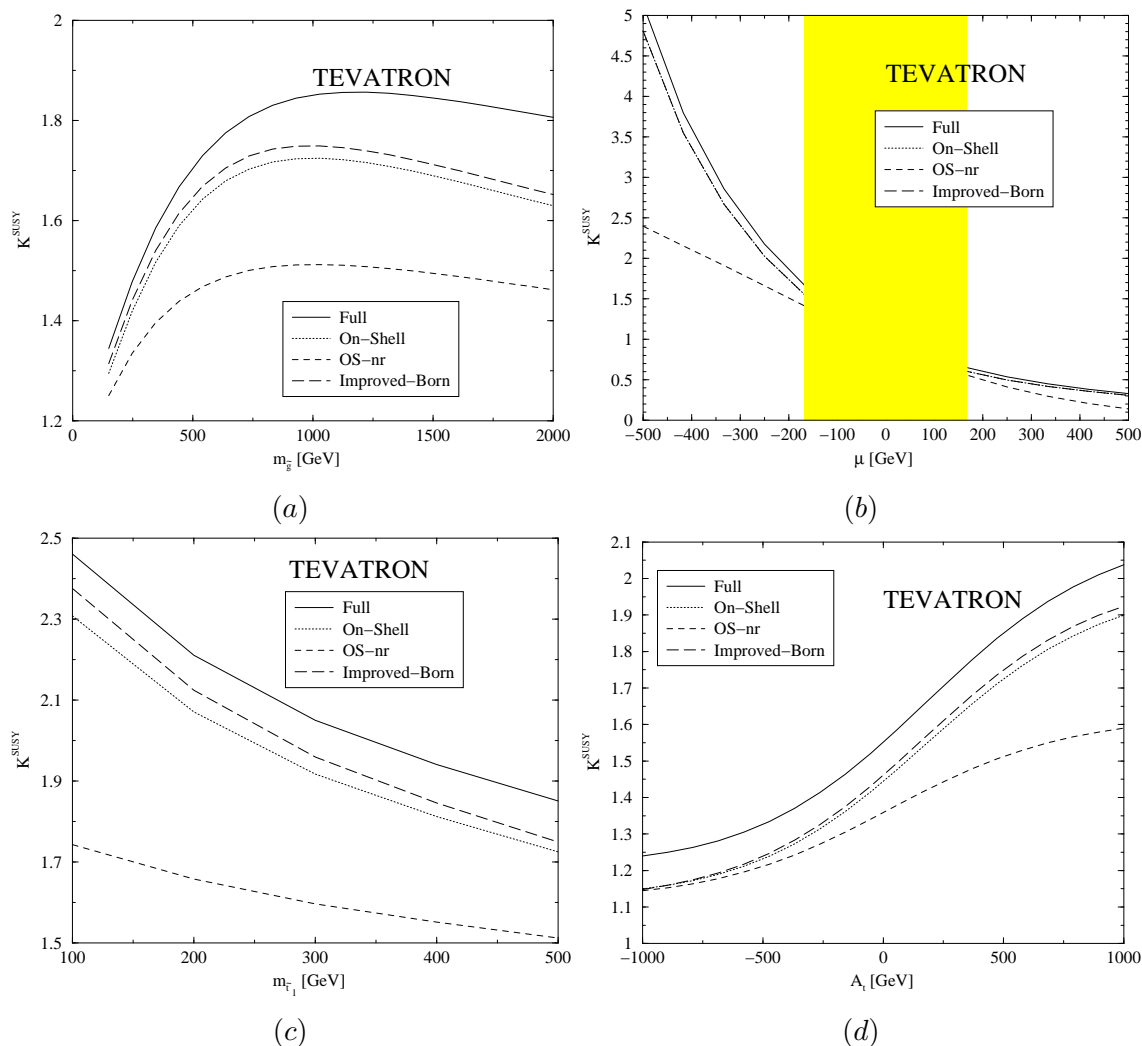 2
1.8
1.6
1.4
1.2
K^SUSY
TEVATRON
Full
On−Shell
OS−nr
Improved−Born
0 500 1000 1500 2000
m_g̃ [GeV]
(a)
5
4.5
4
3.5
3
2.5
2
1.5
1
0.5
0
K^SUSY
TEVATRON
Full
On−Shell
OS−nr
Improved−Born
−500 −400 −300 −200 −100 0 100 200 300 400 500
μ [GeV]
(b)
2.5
2.3
2.1
1.9
1.7
1.5
K^SUSY
TEVATRON
Full
On−Shell
OS−nr
Improved−Born
100 200 300 400 500
m_t̃_1 [GeV]
(c)
2.1
2
1.9
1.8
1.7
1.6
1.5
1.4
1.3
1.2
1.1
1
K^SUSY
TEVATRON
Full
On−Shell
OS−nr
Improved−Born
−1000 −500 0 500 1000
A_t [GeV]
(d)